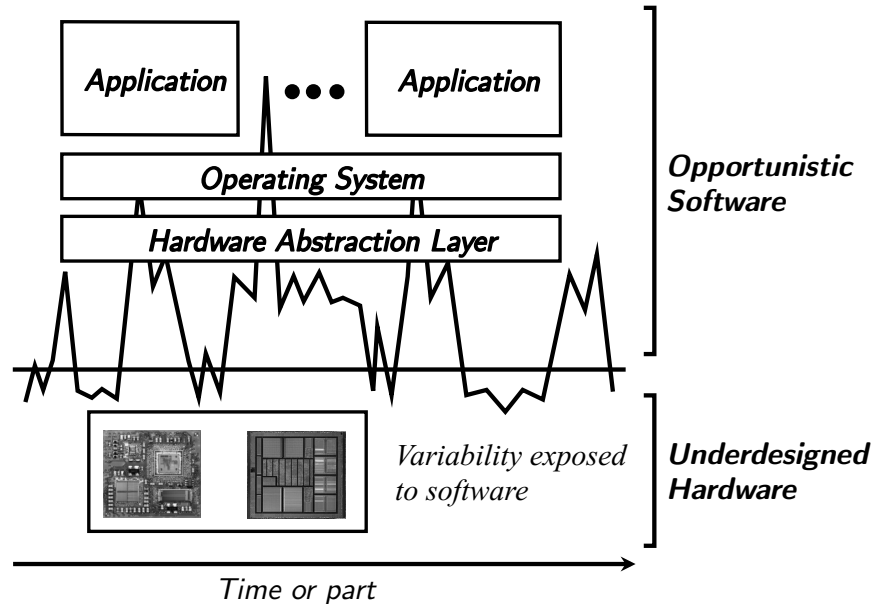 Application
Application
Operating System
Hardware Abstraction Layer
Opportunistic
Software
Variability exposed
to software
Underdesigned
Hardware
Time or part